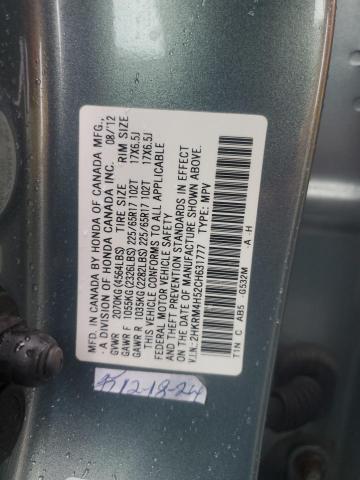 MFD. IN CANADA BY HONDA OF CANADA MFG.,
- A DIVISION OF HONDA CANADA INC. 08/'12
GVWR 2070KG(4564LBS) TIRE SIZE RIM SIZE
GAWR F 1055KG(2326LBS) 225/65R17 102T 17X6.5J
GAWR R 1035KG(2282LBS) 225/65R17 102T 17X6.5J
THIS VEHICLE CONFORMS TO ALL APPLICABLE
FEDERAL MOTOR VEHICLE SAFETY
AND THEFT PREVENTION STANDARDS IN EFFECT
ON THE DATE OF MANUFACTURE SHOWN ABOVE.
V.I.N.: 2HKRM4H52CH631777 TYPE: MPV
TIN C AB5 -G532M -A -H
12-18-24